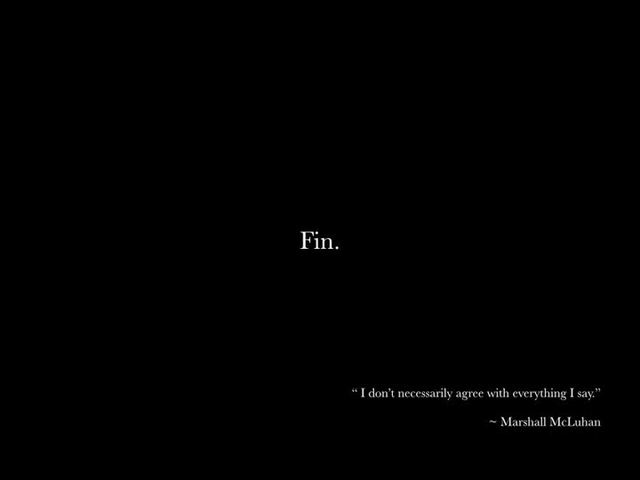 Fin.
“ I don’t necessarily agree with everything I say.”
~ Marshall McLuhan